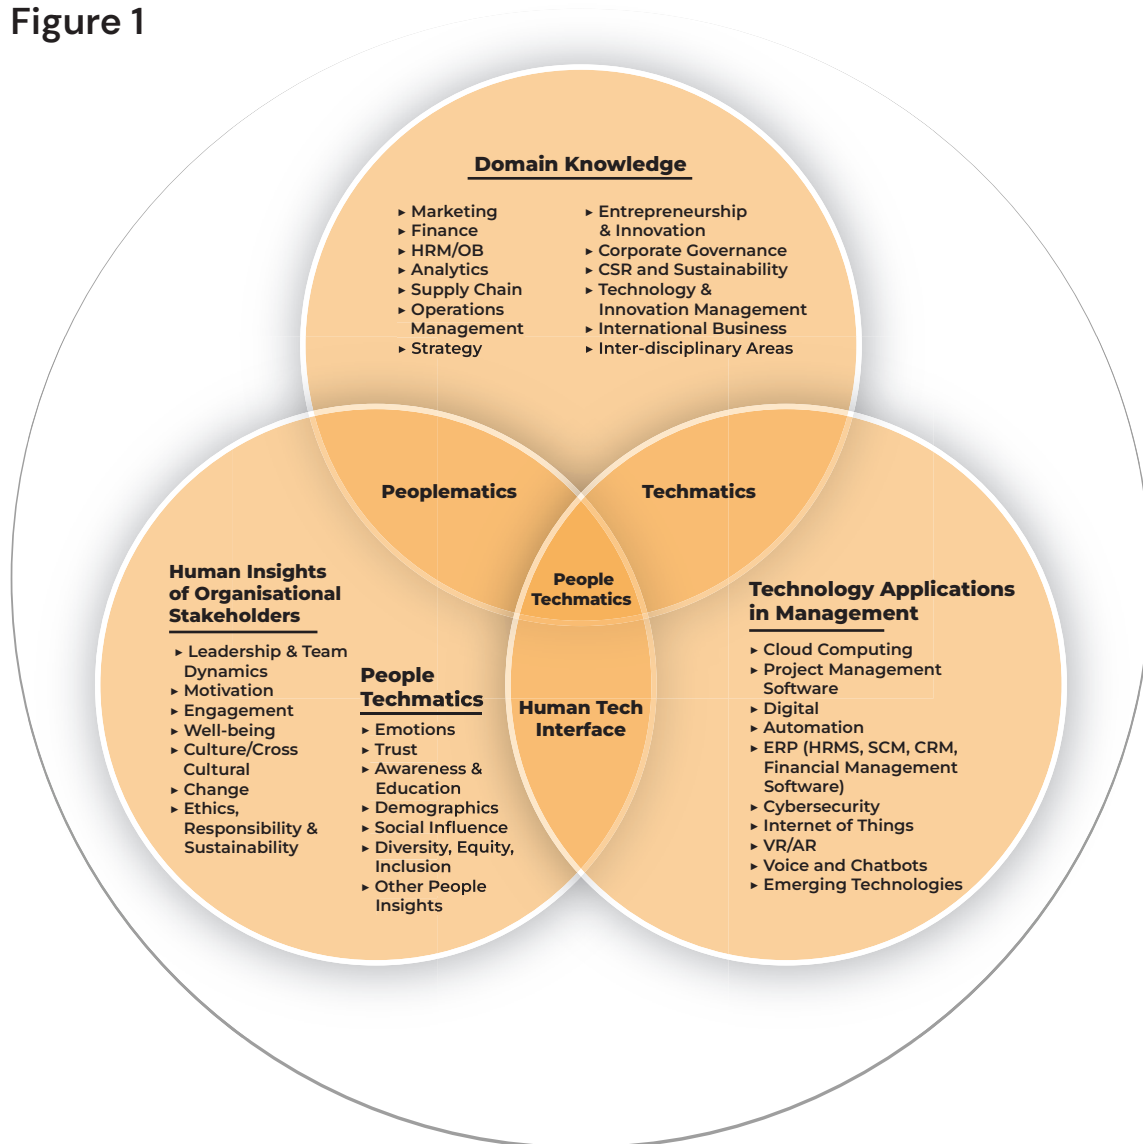 Figure 1
Domain Knowledge
▸ Marketing
▸ Finance
▸ HRM/OB
▸ Analytics
▸ Supply Chain
▸ Operations
Management
▸ Strategy
▸ Entrepreneurship
& Innovation
▸ Corporate Governance
▸ CSR and Sustainability
▸ Technology &
Innovation Management
▸ International Business
▸ Inter-disciplinary Areas
Peoplematics
Techmatics
People
Techmatics
Human Tech
Interface
Human Insights
of Organisational
Stakeholders
▸ Leadership & Team
Dynamics
▸ Motivation
▸ Engagement
▸ Well-being
▸ Culture/Cross
Cultural
▸ Change
▸ Ethics,
Responsibility &
Sustainability
People
Techmatics
▸ Emotions
▸ Trust
▸ Awareness &
Education
▸ Demographics
▸ Social Influence
▸ Diversity, Equity,
Inclusion
▸ Other People
Insights
Technology Applications
in Management
▸ Cloud Computing
▸ Project Management
Software
▸ Digital
▸ Automation
▸ ERP (HRMS, SCM, CRM,
Financial Management
Software)
▸ Cybersecurity
▸ Internet of Things
▸ VR/AR
▸ Voice and Chatbots
▸ Emerging Technologies